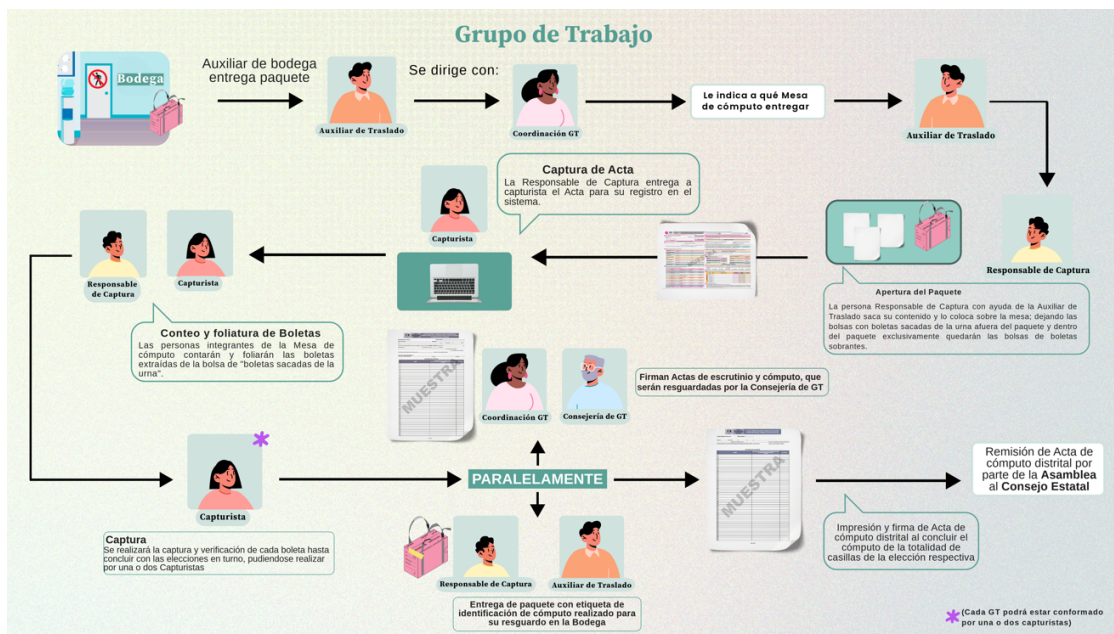 Grupo de Trabajo
Bodega
Auxiliar de bodega
entrega paquete
Auxiliar de Traslado
Se dirige con:
Coordinación GT
Le indica a qué Mesa
de cómputo entregar
Auxiliar de Traslado
Responsable de Captura
Apertura del Paquete
La persona Responsable de Captura con ayuda de la Auxiliar de
Traslado saca su contenido y lo coloca sobre la mesa; dejando las
bolsas con boletas sacadas de la urna afuera del paquete y dentro
del paquete exclusivamente quedarán las bolsas de boletas
sobrantes.
Captura de Acta
La Responsable de Captura entrega a
capturista el Acta para su registro en el
sistema.
Capturista
Responsable
de Captura
Capturista
Conteo y foliatura de Boletas
Las personas integrantes de la Mesa de
cómputo contarán y foliarán las boletas
extraídas de la bolsa de "boletas sacadas de la
urna".
Capturista
Captura
Se realizará la captura y verificación de cada boleta hasta
concluir con las elecciones en turno, pudiendose realizar
por una o dos Capturistas
PARALELAMENTE
MUESTRA
Coordinación GT
Consejería de GT
Firman Actas de escrutinio y cómputo, que
serán resguardadas por la Consejería de GT
Responsable de Captura
Auxiliar de Traslado
Entrega de paquete con etiqueta de
identificación de cómputo realizado para
su resguardo en la Bodega
MUESTRA
Impresión y firma de Acta de
cómputo distrital al concluir el
cómputo de la totalidad de
casillas de la elección respectiva
Remisión de Acta de
cómputo distrital por
parte de la Asamblea
al Consejo Estatal
(Cada GT podrá estar conformado
por una o dos capturistas)